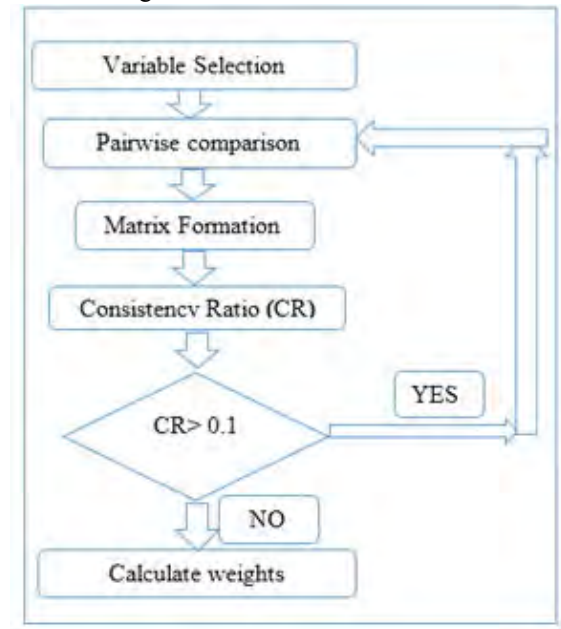 Variable Selection
Pairwise comparison
Matrix Formation
Consistency Ratio (CR)
CR> 0.1
YES
NO
Calculate weights